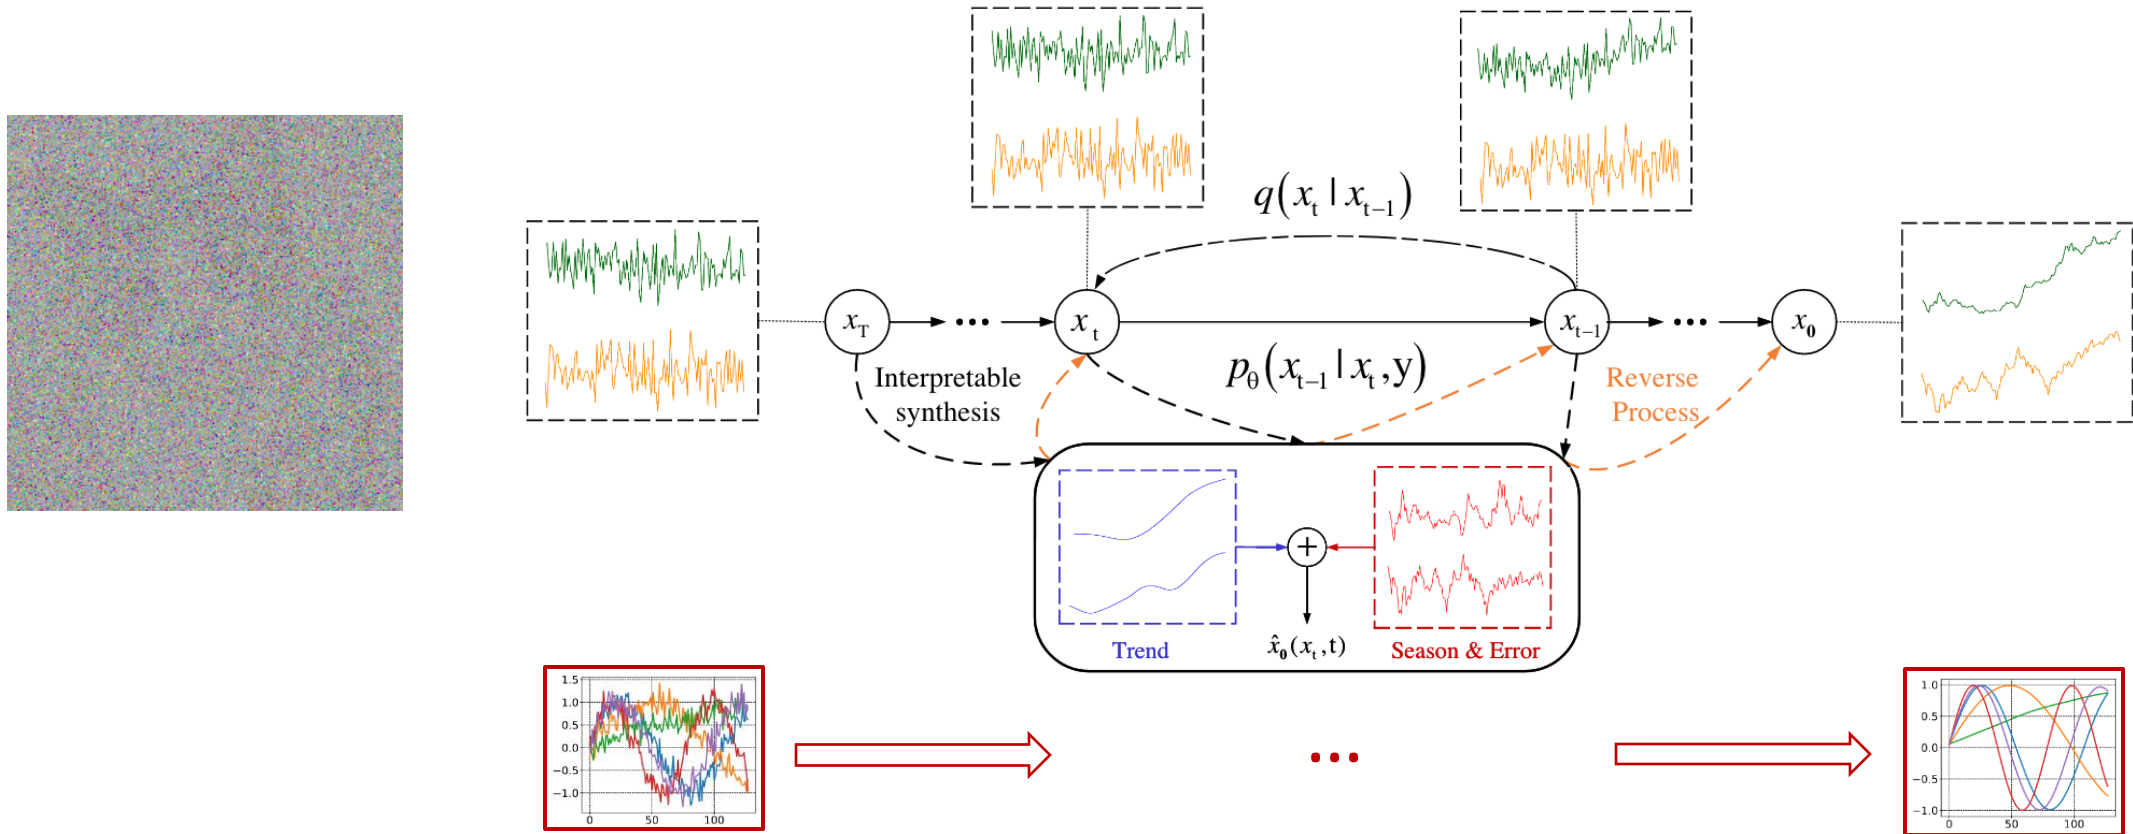 q(x_t | x_{t−1})
x_T
...
x_t
x_{t−1}
...
x_0
p_θ(x_{t−1} | x_t, y)
Interpretable
synthesis
Reverse
Process
+
Trend
x̂_0(x_t, t)
Season & Error
1.5
1.0
0.5
0.0
−0.5
−1.0
0 50 100
...
1.0
0.5
0.0
−0.5
−1.0
0 50 100